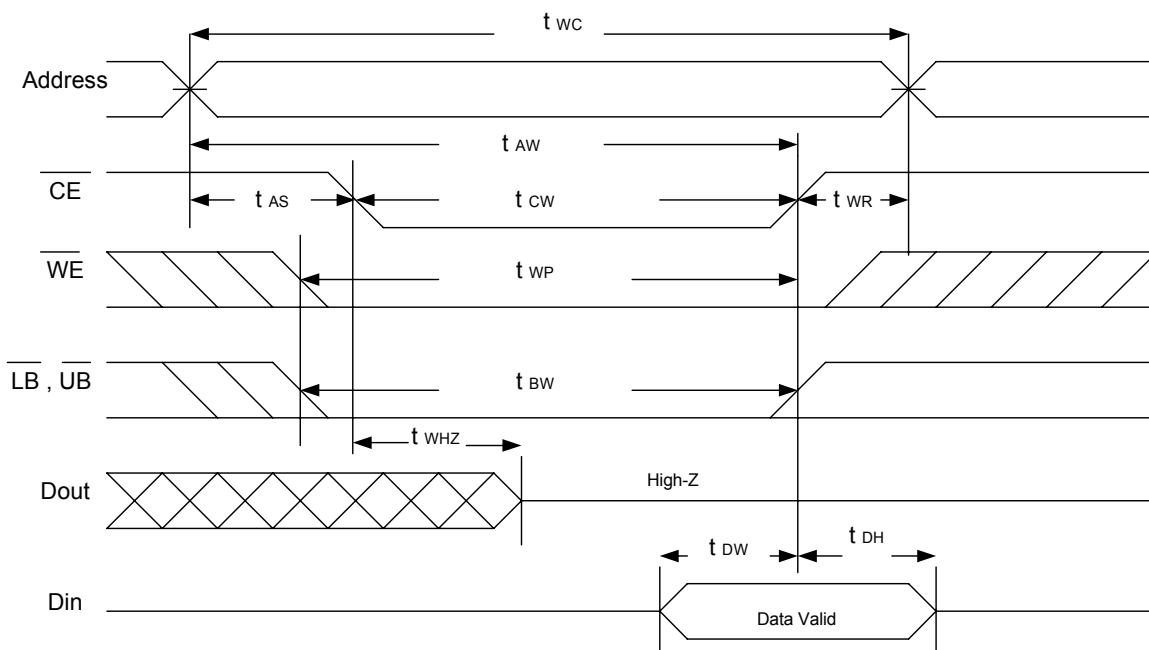 t WC
Address
t AW
CE
t AS
t CW
t WR
WE
t WP
LB , UB
t BW
t WHZ
Dout
High-Z
t DW
t DH
Din
Data Valid